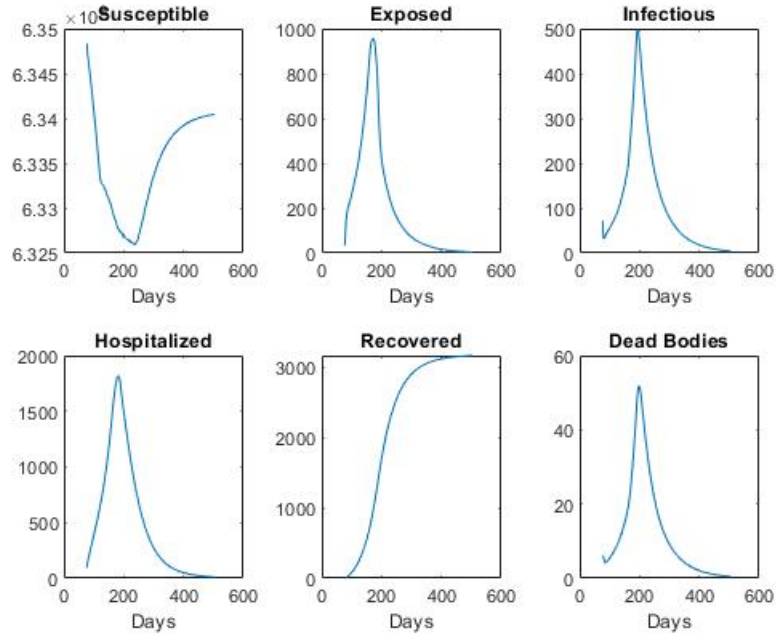 × 10
Susceptible
6.35
6.345
6.34
6.335
6.33
6.325
0 200 400 600
Days
Exposed
1000
800
600
400
200
0
0 200 400 600
Days
Infectious
500
400
300
200
100
0
0 200 400 600
Days
Hospitalized
2000
1500
1000
500
0
0 200 400 600
Days
Recovered
3000
2000
1000
0
0 200 400 600
Days
Dead Bodies
60
40
20
0
0 200 400 600
Days